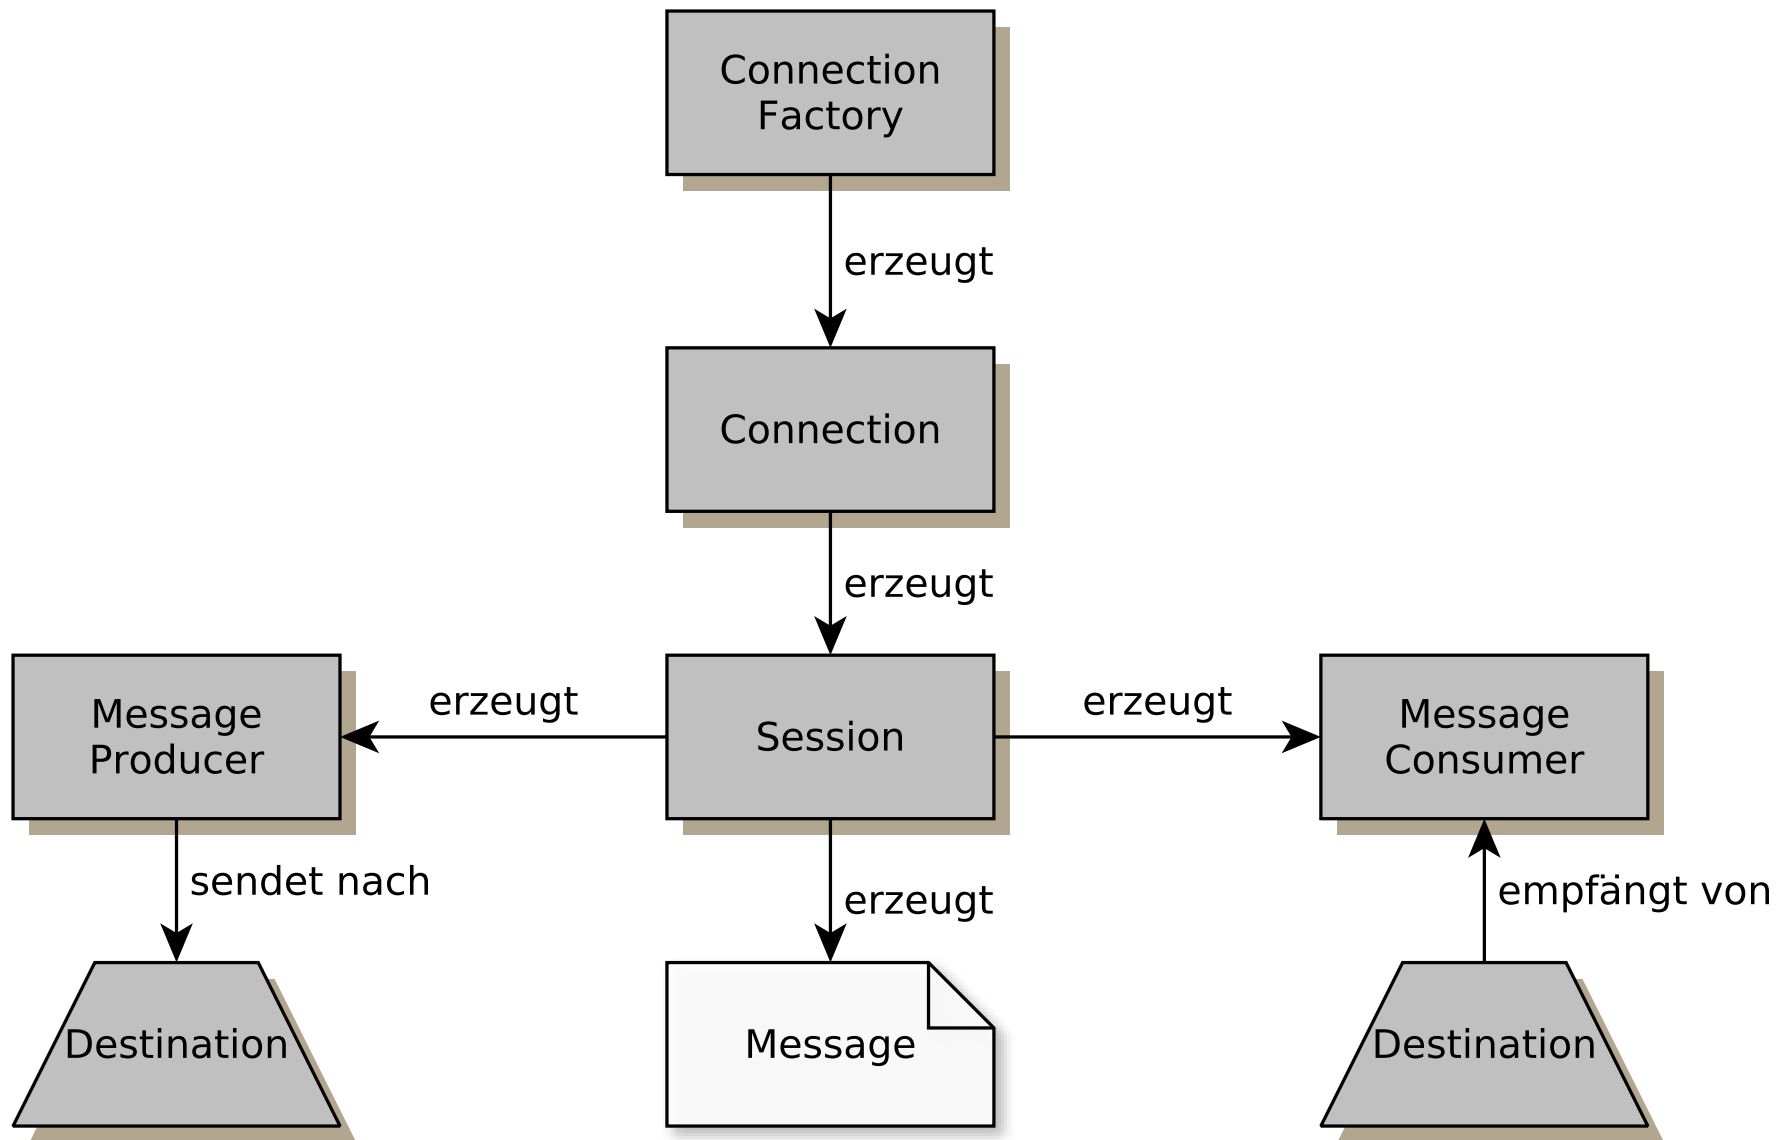 Connection
Factory
erzeugt
Connection
erzeugt
Message
Producer
erzeugt
Session
erzeugt
Message
Consumer
sendet nach
erzeugt
empfängt von
Destination
Message
Destination